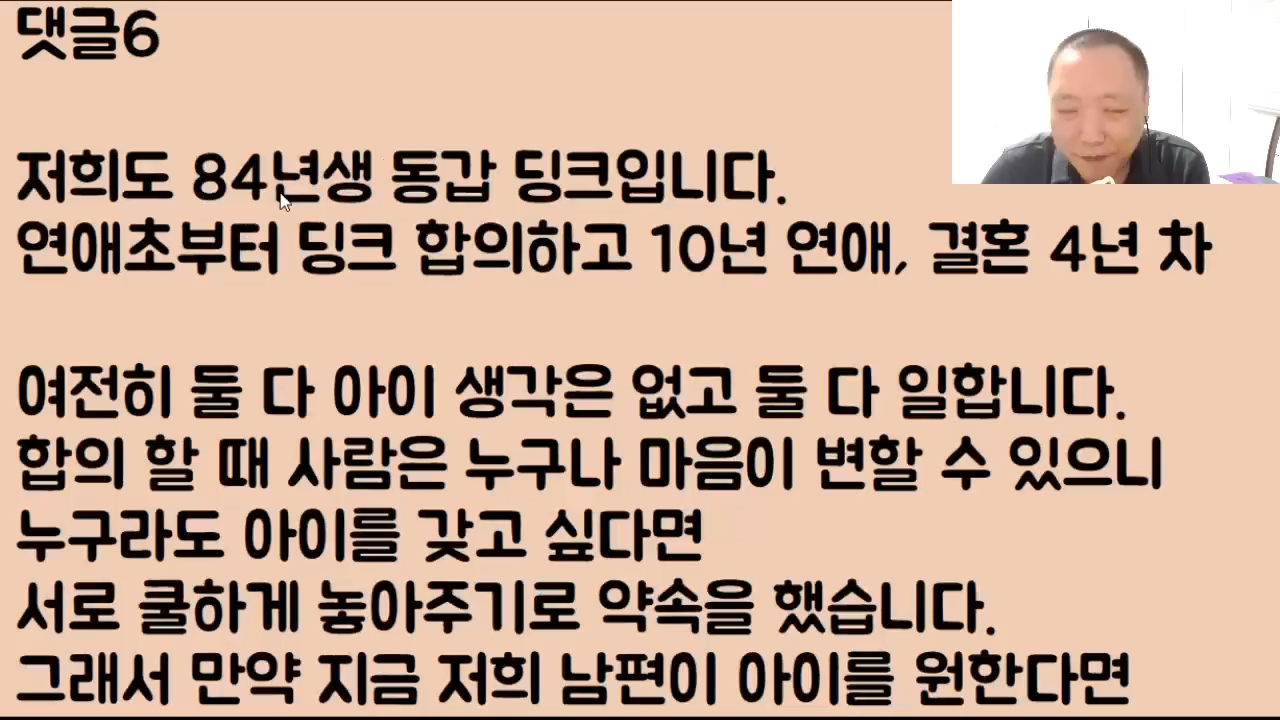 댓글6
저희도 84년생 동갑 딩크입니다.
연애초부터 딩크 합의하고 10년 연애, 결혼 4년 차
여전히 둘 다 아이 생각은 없고 둘 다 일합니다.
합의 할 때 사람은 누구나 마음이 변할 수 있으니
누구라도 아이를 갖고 싶다면
서로 쿨하게 놓아주기로 약속을 했습니다.
그래서 만약 지금 저희 남편이 아이를 원한다면